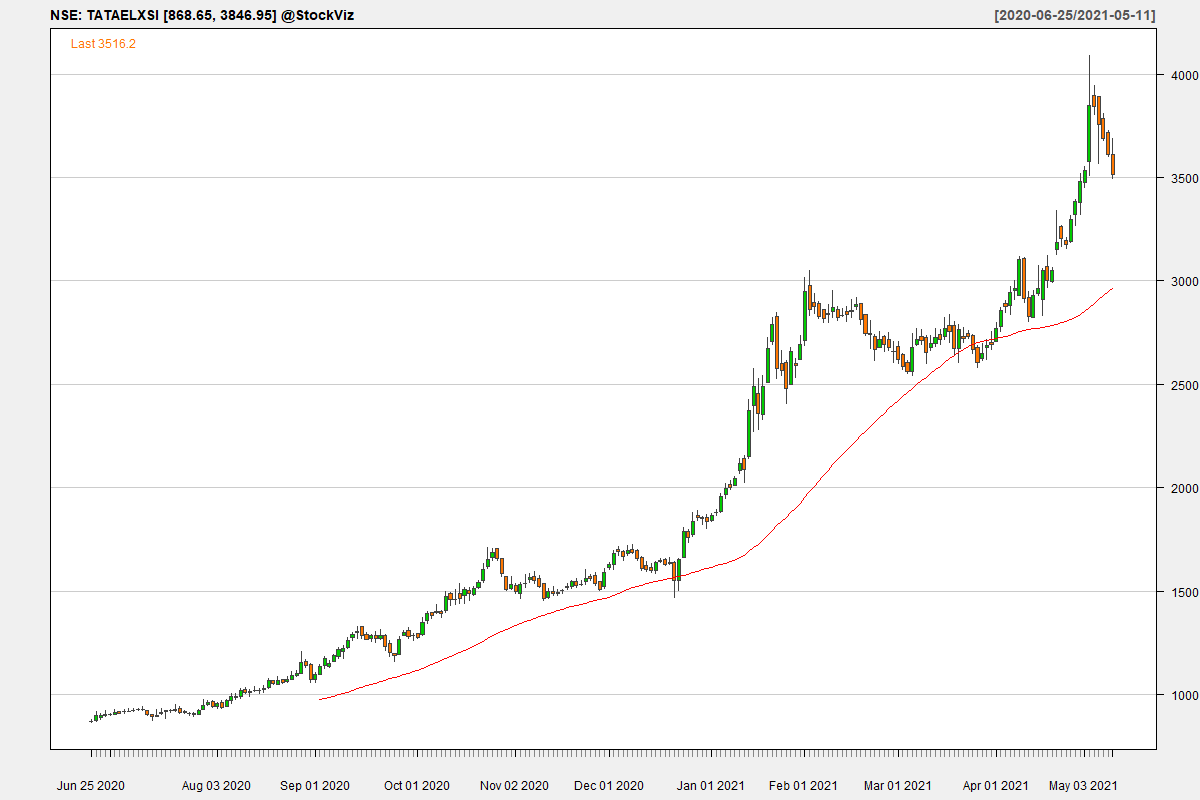 NSE: TATAELXSI [868.65, 3846.95] @StockViz
[2020-06-25/2021-05-11]
Last 3516.2
4000
3500
3000
2500
2000
1500
1000
Jun 25 2020 Aug 03 2020 Sep 01 2020 Oct 01 2020 Nov 02 2020 Dec 01 2020 Jan 01 2021 Feb 01 2021 Mar 01 2021 Apr 01 2021 May 03 2021